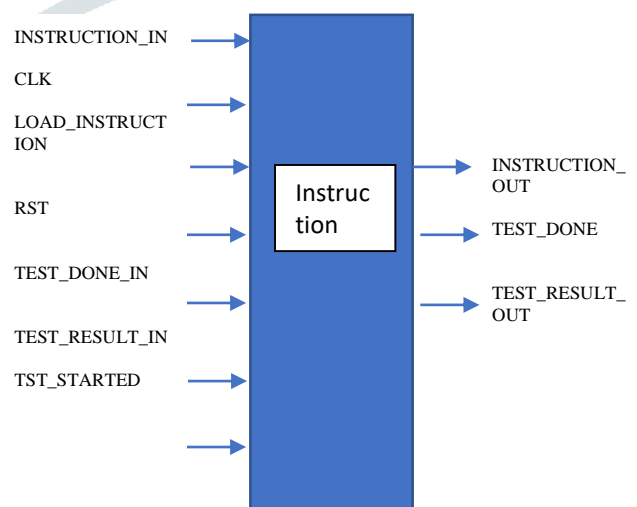 INSTRUCTION_IN
CLK
LOAD_INSTRUCT
ION
RST
TEST_DONE_IN
TEST_RESULT_IN
TST_STARTED
Instruc
tion
INSTRUCTION_
OUT
TEST_DONE
TEST_RESULT_
OUT